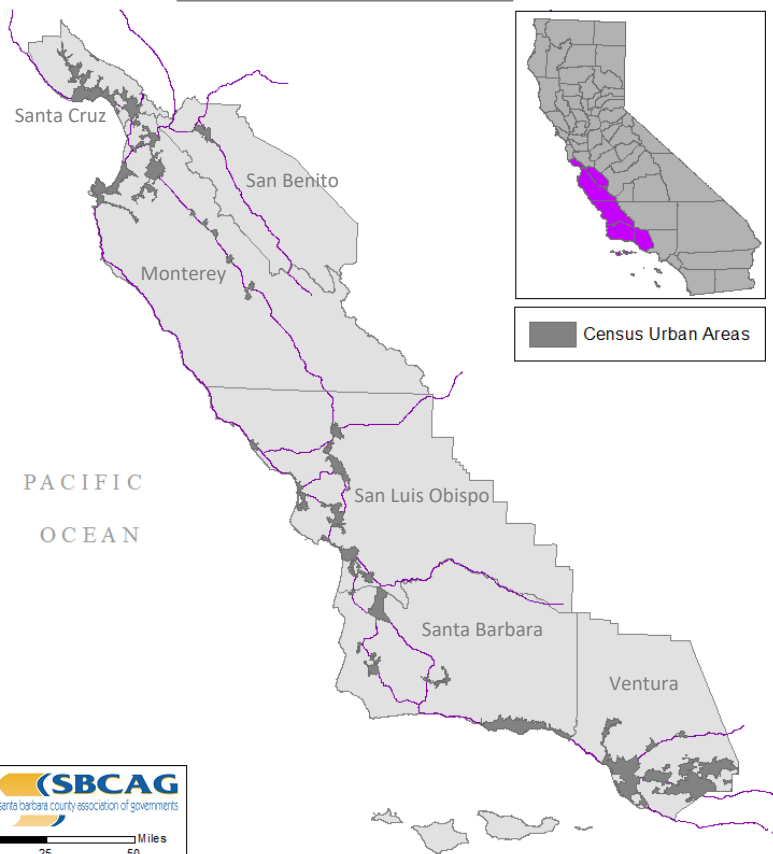 Santa Cruz
San Benito
Monterey
Census Urban Areas
PACIFIC
OCEAN
San Luis Obispo
Santa Barbara
Ventura
SBCAG
santa barbara county association of governments
Miles
25
50